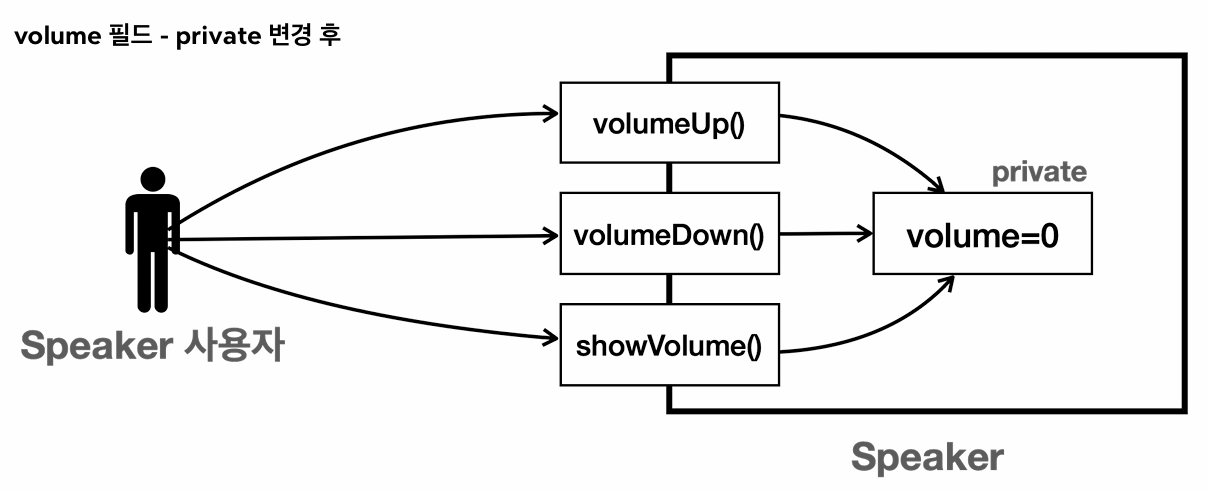 volume 필드 - private 변경 후
volumeUp()
private
volumeDown()
volume=0
showVolume()
Speaker 사용자
Speaker